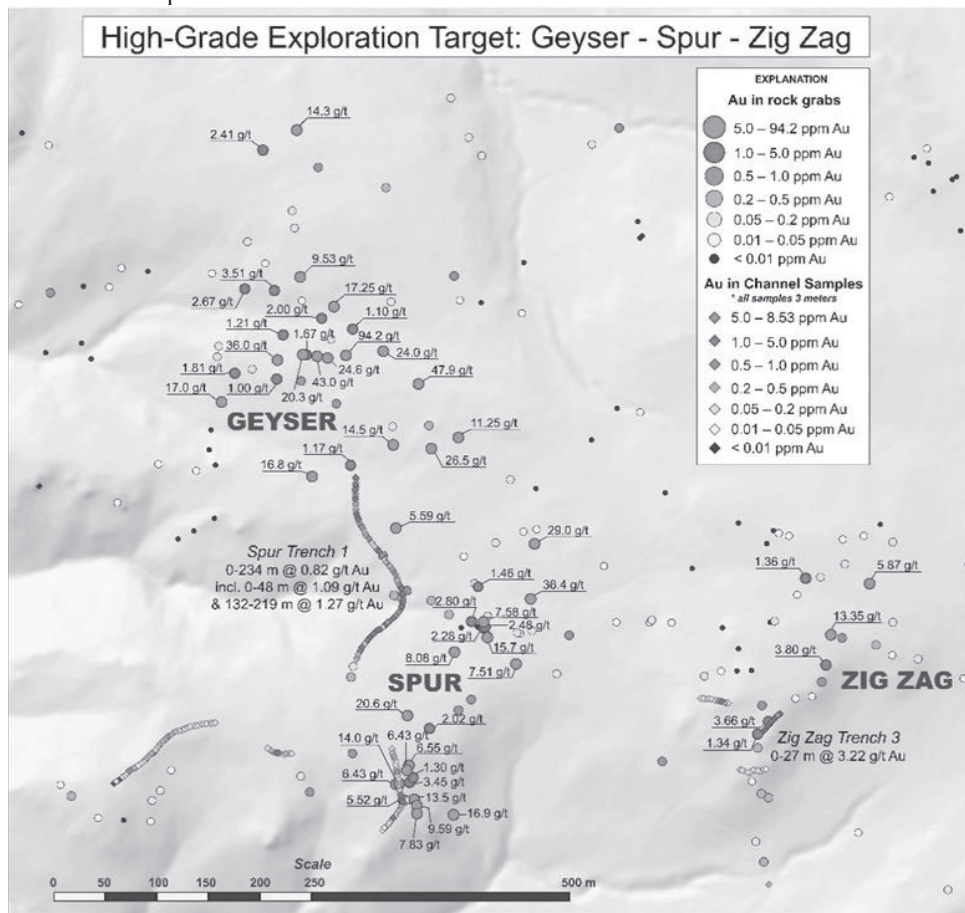 High-Grade Exploration Target: Geyser - Spur - Zig Zag
EXPLANATION
Au in rock grabs
5.0 – 94.2 ppm Au
1.0 – 5.0 ppm Au
0.5 – 1.0 ppm Au
0.2 – 0.5 ppm Au
0.05 – 0.2 ppm Au
0.01 – 0.05 ppm Au
< 0.01 ppm Au
Au in Channel Samples
* all samples 3 meters
5.0 – 8.53 ppm Au
1.0 – 5.0 ppm Au
0.5 – 1.0 ppm Au
0.2 – 0.5 ppm Au
0.05 – 0.2 ppm Au
0.01 – 0.05 ppm Au
< 0.01 ppm Au
14.3 g/t
2.41 g/t
9.53 g/t
3.51 g/t
2.67 g/t
17.25 g/t
2.00 g/t
1.10 g/t
1.21 g/t
1.67 g/t
94.2 g/t
36.0 g/t
24.0 g/t
24.6 g/t
1.81 g/t
43.0 g/t
47.9 g/t
17.0 g/t
1.00 g/t
20.3 g/t
GEYSER
14.5 g/t
11.25 g/t
26.5 g/t
1.17 g/t
16.8 g/t
5.59 g/t
29.0 g/t
Spur Trench 1
0-234 m @ 0.82 g/t Au
incl. 0-48 m @ 1.09 g/t Au
& 132-219 m @ 1.27 g/t Au
1.46 g/t
36.4 g/t
2.80 g/t
7.58 g/t
2.48 g/t
2.28 g/t
15.7 g/t
8.08 g/t
7.51 g/t
SPUR
1.36 g/t
5.87 g/t
13.35 g/t
3.80 g/t
ZIG ZAG
3.66 g/t
1.34 g/t
Zig Zag Trench 3
0-27 m @ 3.22 g/t Au
20.6 g/t
2.02 g/t
14.0 g/t
6.43 g/t
6.55 g/t
1.30 g/t
6.43 g/t
3.45 g/t
5.52 g/t
13.5 g/t
16.9 g/t
9.59 g/t
7.83 g/t
Scale
0 50 100 150 200 250 500 m